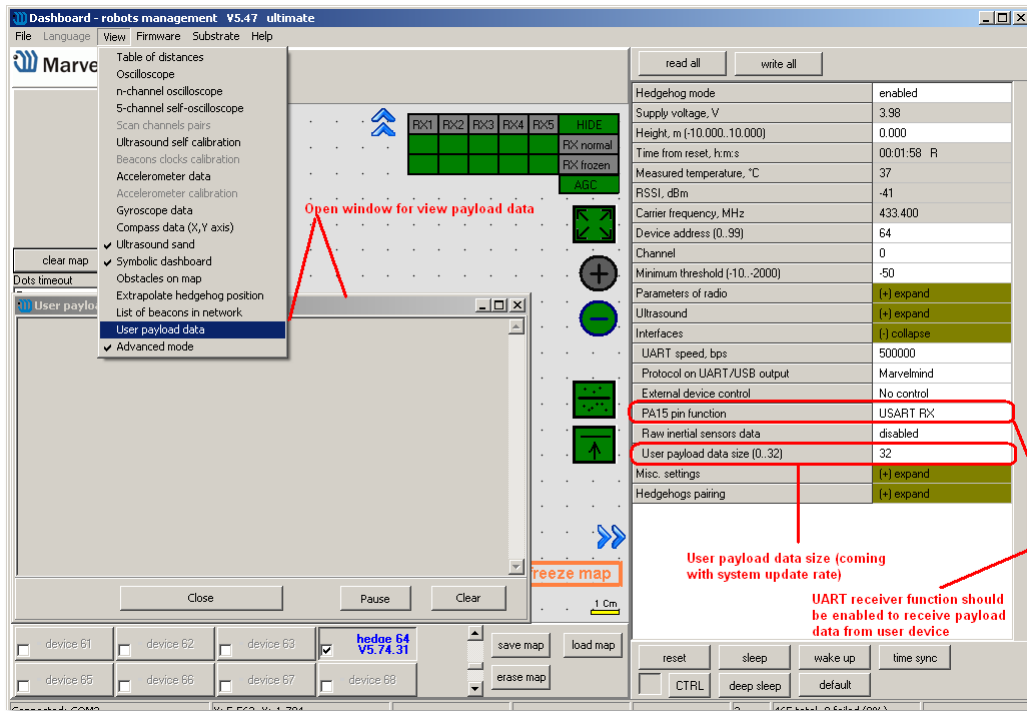 Dashboard - robots management V5.47 ultimate
File Language View Firmware Substrate Help
Marve
Table of distances
Oscilloscope
n-channel oscilloscope
5-channel self-oscilloscope
Scan channels pairs
Ultrasound self calibration
Beacons clocks calibration
Accelerometer data
Accelerometer calibration
Gyroscope data
Compass data (X,Y axis)
Ultrasound sand
Symbolic dashboard
Obstacles on map
Extrapolate hedgehog position
List of beacons in network
User payload data
Advanced mode
clear map
Dots timeout
RX1 RX2 RX3 RX4 RX5 HIDE
RX normal
RX frozen
AGC
Open window for view payload data
User paylo
Close Pause Clear
freeze map
1 Cm
device 61 device 62 device 63 hedge 64
V5.74.31
device 65 device 66 device 67 device 68
save map load map
erase map
read all write all
Hedgehog mode enabled
Supply voltage, V 3.98
Height, m (-10.000..10.000) 0.000
Time from reset, h:m:s 00:01:58 R
Measured temperature, °C 37
RSSI, dBm -41
Carrier frequency, MHz 433.400
Device address (0..99) 64
Channel 0
Minimum threshold (-10..-2000) -50
Parameters of radio (+) expand
Ultrasound (+) expand
Interfaces (-) collapse
UART speed, bps 500000
Protocol on UART/USB output Marvelmind
External device control No control
PA15 pin function USART RX
Raw inertial sensors data disabled
User payload data size (0..32) 32
Misc. settings (+) expand
Hedgehogs pairing (+) expand
User payload data size (coming
with system update rate)
UART receiver function should
be enabled to receive payload
data from user device
reset sleep wake up time sync
CTRL deep sleep default